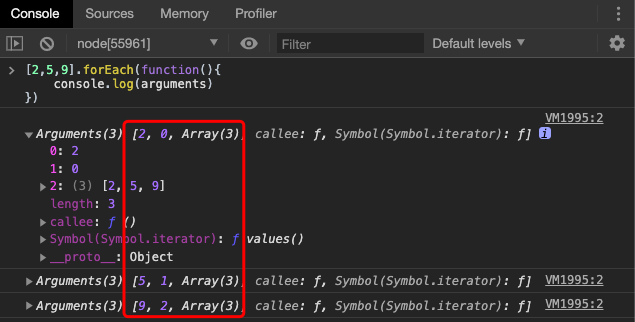 Console Sources Memory Profiler
node[55961] Filter Default levels
[2,5,9].forEach(function(){
console.log(arguments)
})
VM1995:2
Arguments(3) [2, 0, Array(3), callee: ƒ, Symbol(Symbol.iterator): ƒ] i
0: 2
1: 0
2: (3) [2, 5, 9]
length: 3
callee: ƒ ()
Symbol(Symbol.iterator): ƒ values()
__proto__: Object
Arguments(3) [5, 1, Array(3), callee: ƒ, Symbol(Symbol.iterator): ƒ] VM1995:2
Arguments(3) [9, 2, Array(3), callee: ƒ, Symbol(Symbol.iterator): ƒ] VM1995:2